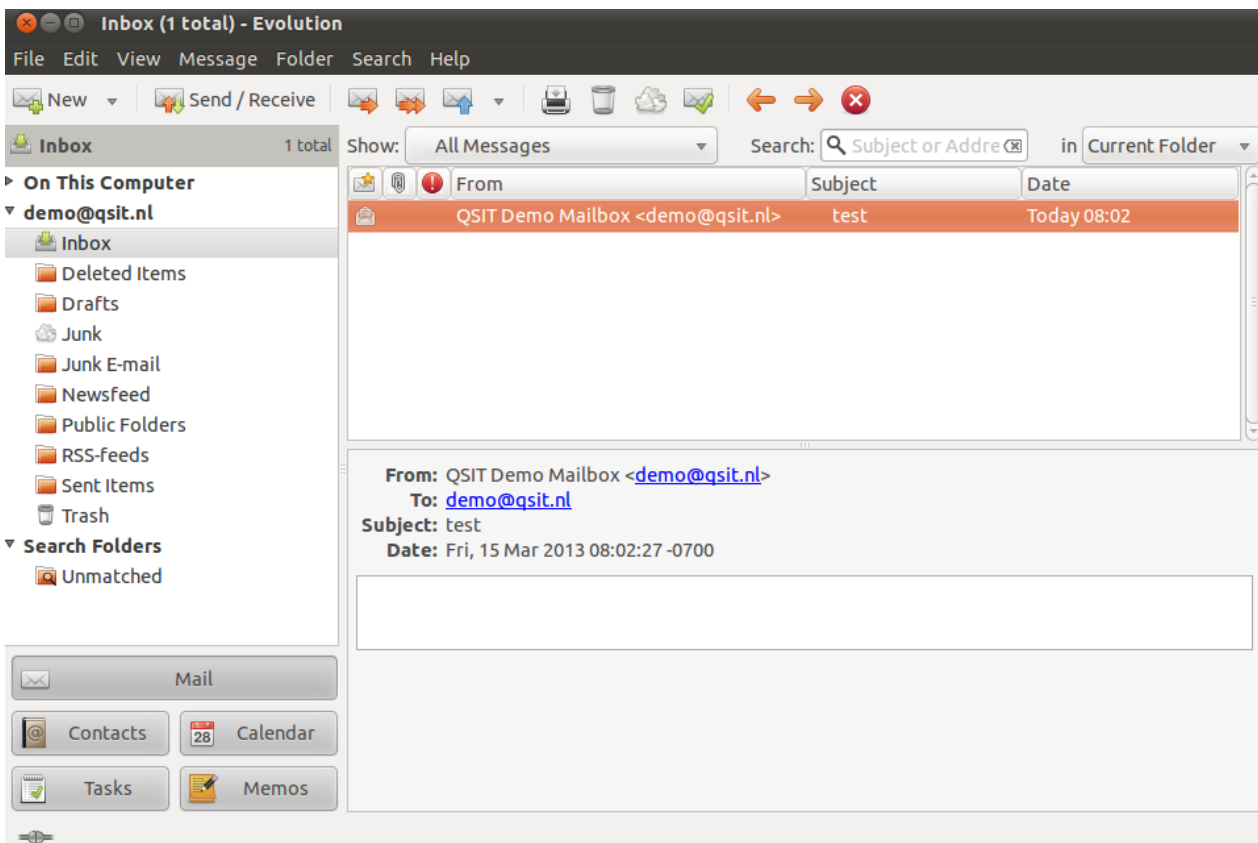 Inbox (1 total) - Evolution
File Edit View Message Folder Search Help
New Send / Receive
Inbox 1 total
Show: All Messages Search: Subject or Addre in Current Folder
On This Computer
demo@qsit.nl
Inbox
Deleted Items
Drafts
Junk
Junk E-mail
Newsfeed
Public Folders
RSS-feeds
Sent Items
Trash
Search Folders
Unmatched
Mail
Contacts 28 Calendar
Tasks Memos
From Subject Date
QSIT Demo Mailbox <demo@qsit.nl> test Today 08:02
From: QSIT Demo Mailbox <demo@qsit.nl>
To: demo@qsit.nl
Subject: test
Date: Fri, 15 Mar 2013 08:02:27 -0700